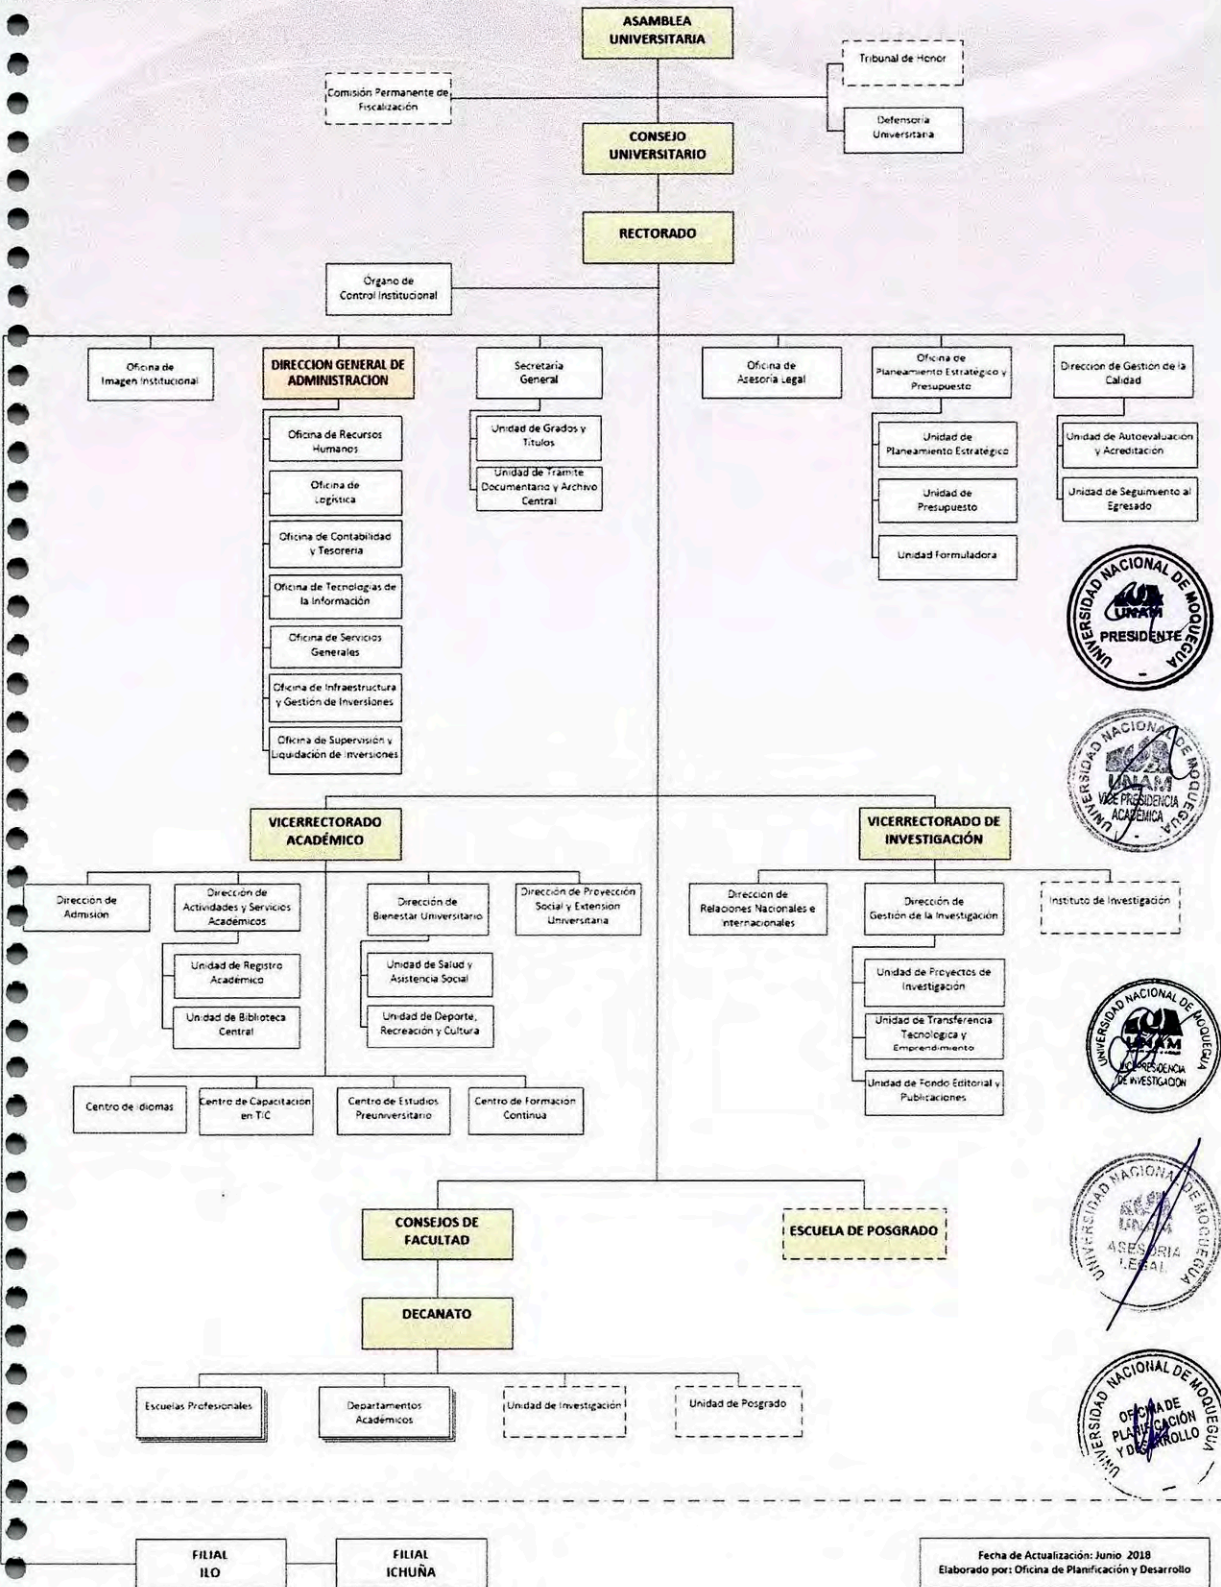 ASAMBLEA
UNIVERSITARIA
Tribunal de Honor
Comisión Permanente de
Fiscalización
Defensoría
Universitaria
CONSEJO
UNIVERSITARIO
RECTORADO
Órgano de
Control Institucional
Oficina de
Imagen Institucional
DIRECCION GENERAL DE
ADMINISTRACION
Secretaría
General
Oficina de
Asesoría Legal
Oficina de
Planeamiento Estratégico y
Presupuesto
Dirección de Gestión de la
Calidad
Oficina de Recursos
Humanos
Oficina de
Logística
Oficina de Contabilidad
y Tesorería
Oficina de Tecnologías de
la Información
Oficina de Servicios
Generales
Oficina de Infraestructura
y Gestión de Inversiones
Oficina de Supervisión y
Liquidación de Inversiones
Unidad de Grados y
Títulos
Unidad de Tramite
Documentario y Archivo
Central
Unidad de
Planeamiento Estratégico
Unidad de
Presupuesto
Unidad Formuladora
Unidad de Autoevaluación
y Acreditación
Unidad de Seguimiento al
Egresado
UNIVERSIDAD NACIONAL DE MOQUEGUA
UNAM
PRESIDENTE
UNIVERSIDAD NACIONAL DE MOQUEGUA
UNAM
VICE PRESIDENCIA
ACADÉMICA
VICERRECTORADO
ACADÉMICO
VICERRECTORADO DE
INVESTIGACIÓN
Dirección de
Admisión
Dirección de
Actividades y Servicios
Académicos
Dirección de
Bienestar Universitario
Dirección de Proyección
Social y Extensión
Universitaria
Dirección de
Relaciones Nacionales e
Internacionales
Dirección de
Gestión de la Investigación
Instituto de Investigación
Unidad de Registro
Académico
Unidad de Biblioteca
Central
Unidad de Salud y
Asistencia Social
Unidad de Deporte,
Recreación y Cultura
Unidad de Proyectos de
Investigación
Unidad de Transferencia
Tecnológica y
Emprendimiento
Unidad de Fondo Editorial y
Publicaciones
UNIVERSIDAD NACIONAL DE MOQUEGUA
UNAM
VICEPRESIDENCIA
DE INVESTIGACIÓN
Centro de Idiomas
Centro de Capacitación
en TIC
Centro de Estudios
Preuniversitario
Centro de Formación
Continua
UNIVERSIDAD NACIONAL DE MOQUEGUA
UNAM
ASESORIA
LEGAL
CONSEJOS DE
FACULTAD
ESCUELA DE POSGRADO
DECANATO
Escuelas Profesionales
Departamentos
Académicos
Unidad de Investigación
Unidad de Posgrado
UNIVERSIDAD NACIONAL DE MOQUEGUA
OFICINA DE
PLANIFICACIÓN
Y DESARROLLO
FILIAL
ILO
FILIAL
ICHUÑA
Fecha de Actualización: Junio 2018
Elaborado por: Oficina de Planificación y Desarrollo